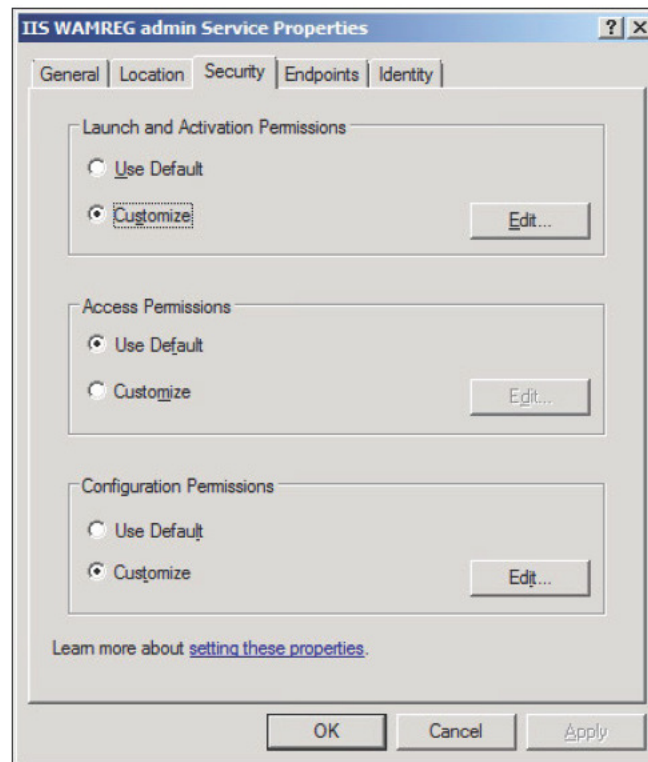 IIS WAMREG admin Service Properties
General Location Security Endpoints Identity
Launch and Activation Permissions
Use Default
Customize
Edit...
Access Permissions
Use Default
Customize
Edit...
Configuration Permissions
Use Default
Customize
Edit...
Learn more about setting these properties.
OK Cancel Apply